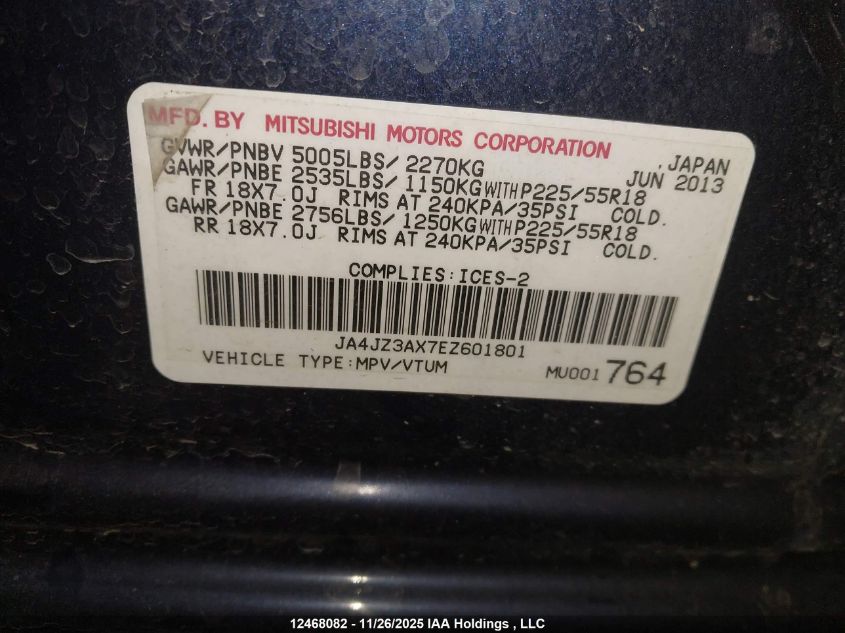 MFD. BY MITSUBISHI MOTORS CORPORATION
GVWR/PNBV 5005LBS/ 2270KG .JAPAN
GAWR/PNBE 2535LBS/ 1150KG WITH P225/55R18 JUN 2013
FR 18X7.0J RIMS AT 240KPA/35PSI COLD.
GAWR/PNBE 2756LBS/ 1250KG WITH P225/55R18
RR 18X7.0J RIMS AT 240KPA/35PSI COLD.
COMPLIES:ICES-2
JA4JZ3AX7EZ601801
VEHICLE TYPE:MPV/VTUM MU001 764
12468082 - 11/26/2025 IAA Holdings , LLC